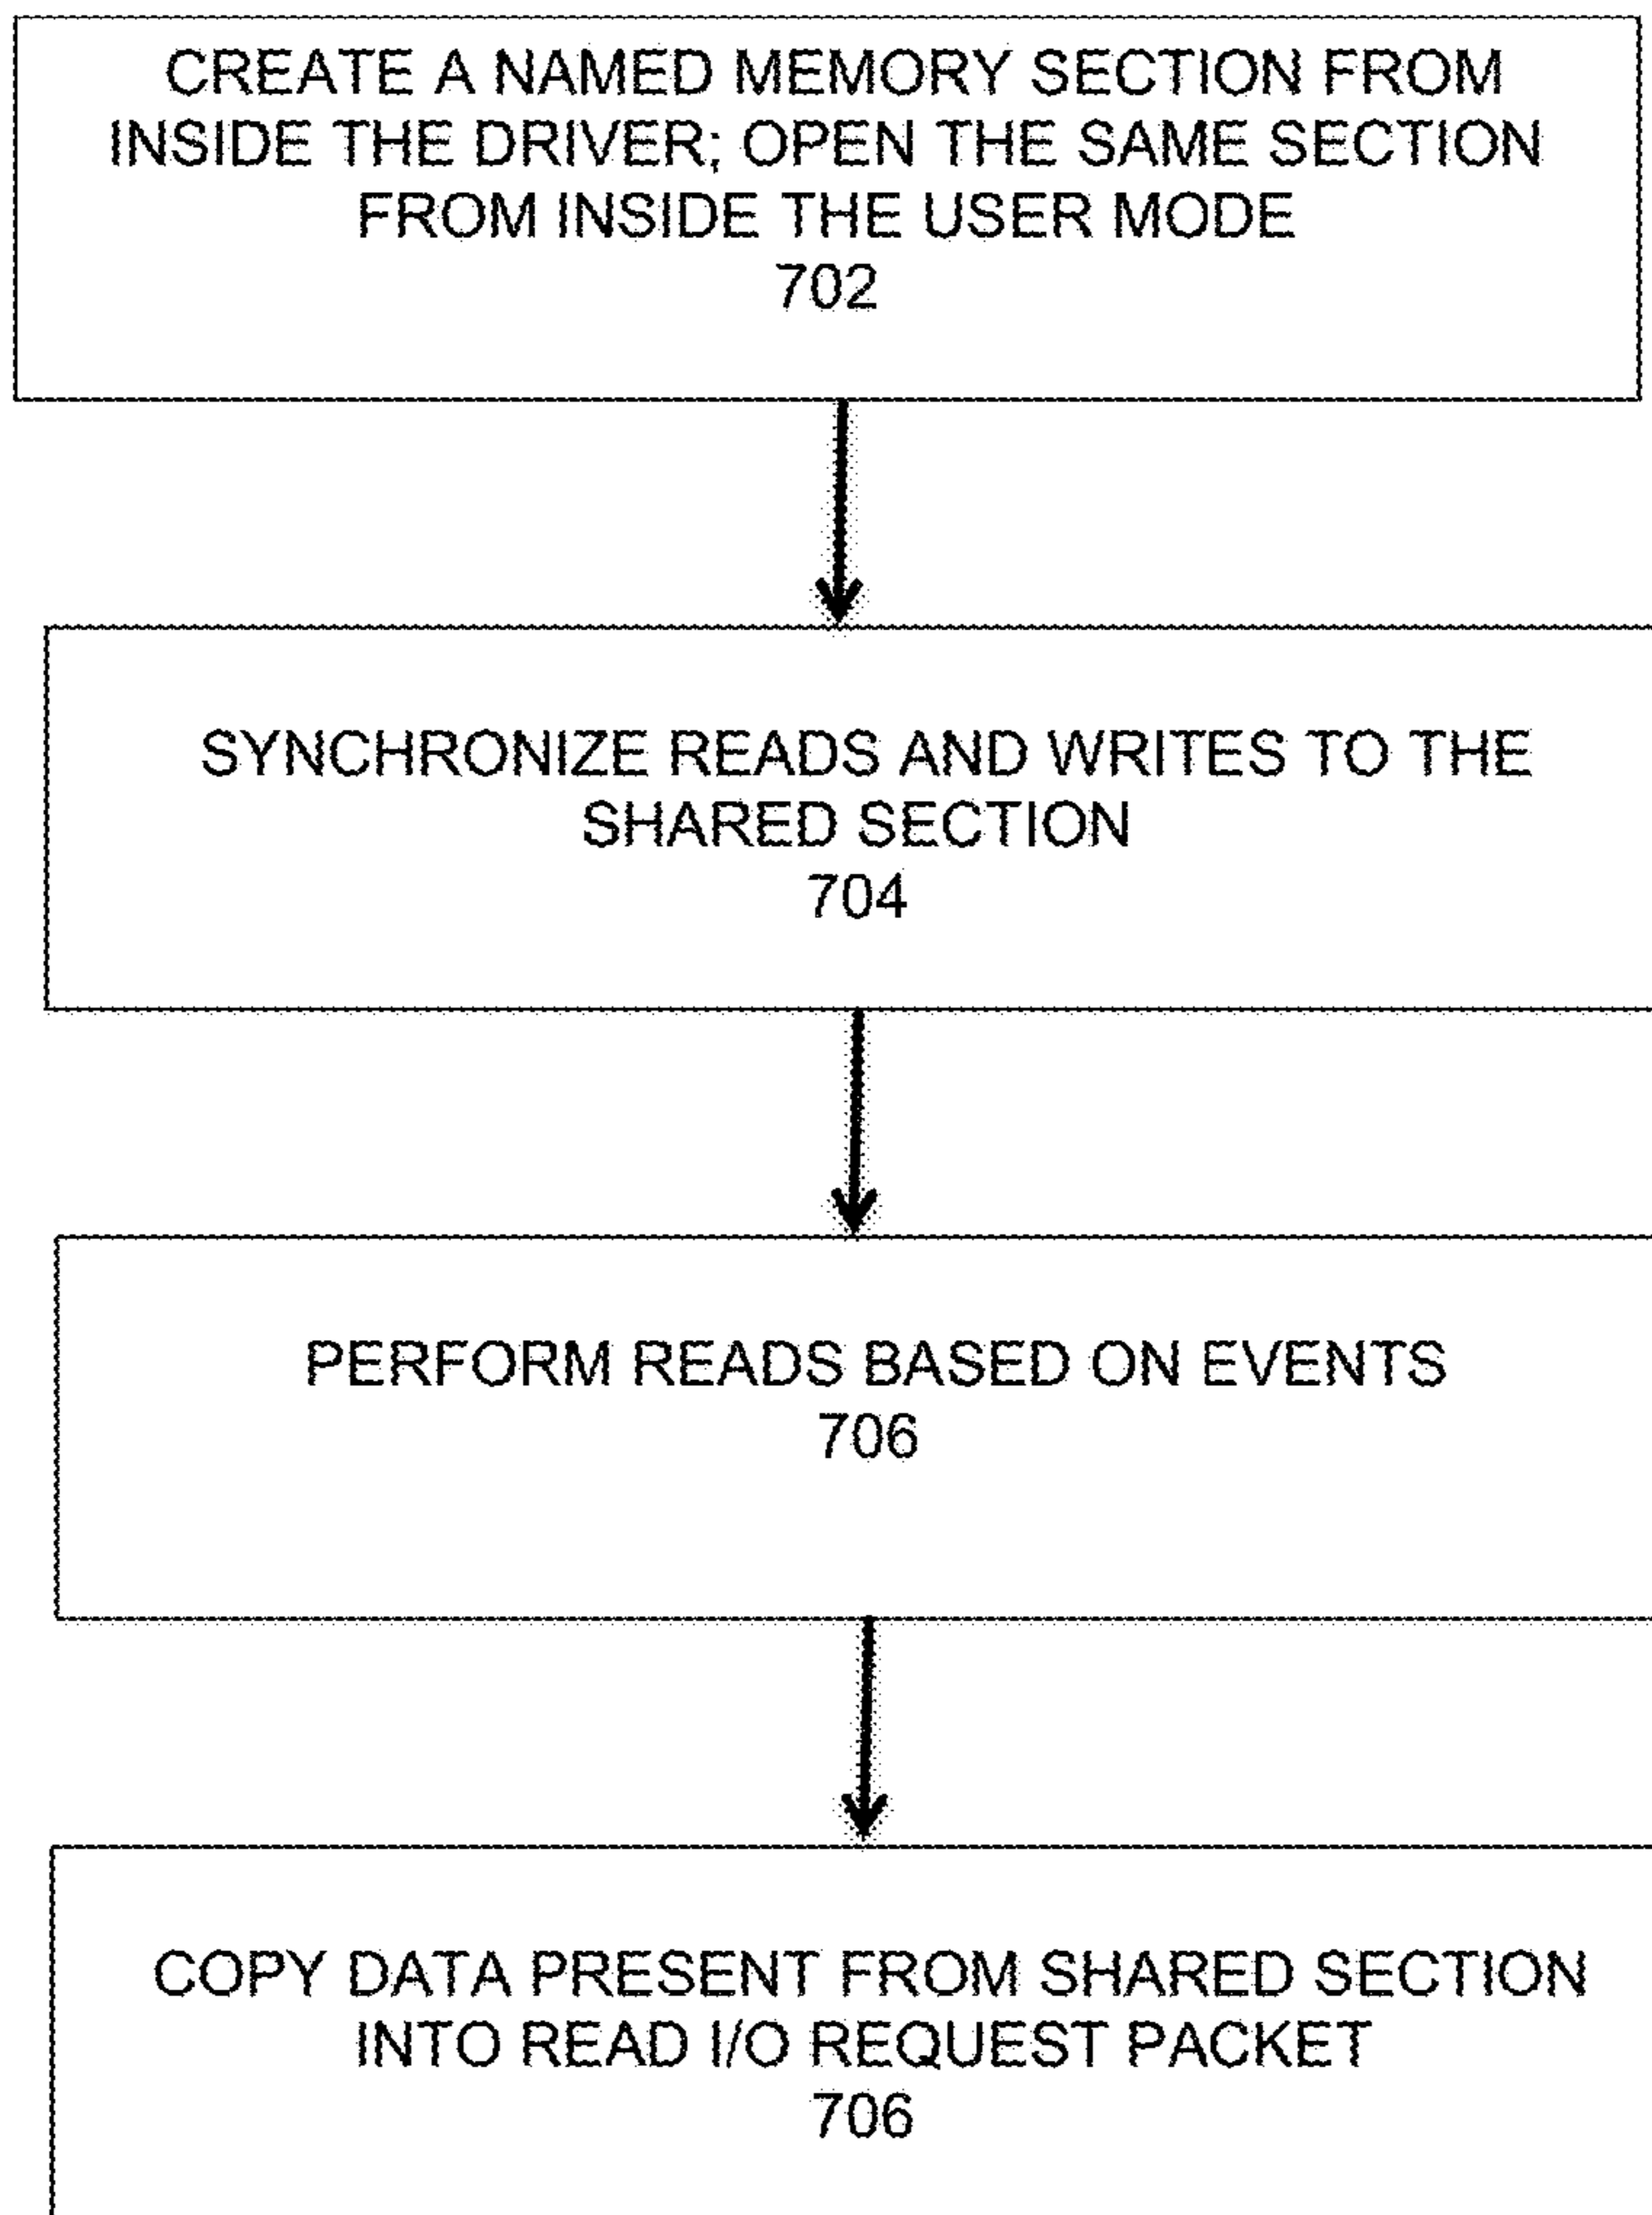 CREATE A NAMED MEMORY SECTION FROM
INSIDE THE DRIVER; OPEN THE SAME SECTION
FROM INSIDE THE USER MODE
702
SYNCHRONIZE READS AND WRITES TO THE
SHARED SECTION
704
PERFORM READS BASED ON EVENTS
706
COPY DATA PRESENT FROM SHARED SECTION
INTO READ I/O REQUEST PACKET
706